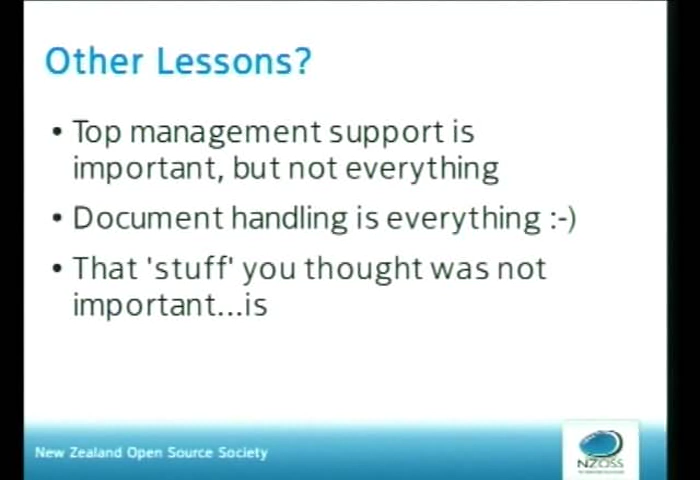 Other Lessons?
• Top management support is
important, but not everything
• Document handling is everything :-)
• That 'stuff' you thought was not
important...is
New Zealand Open Source Society
NZOSS